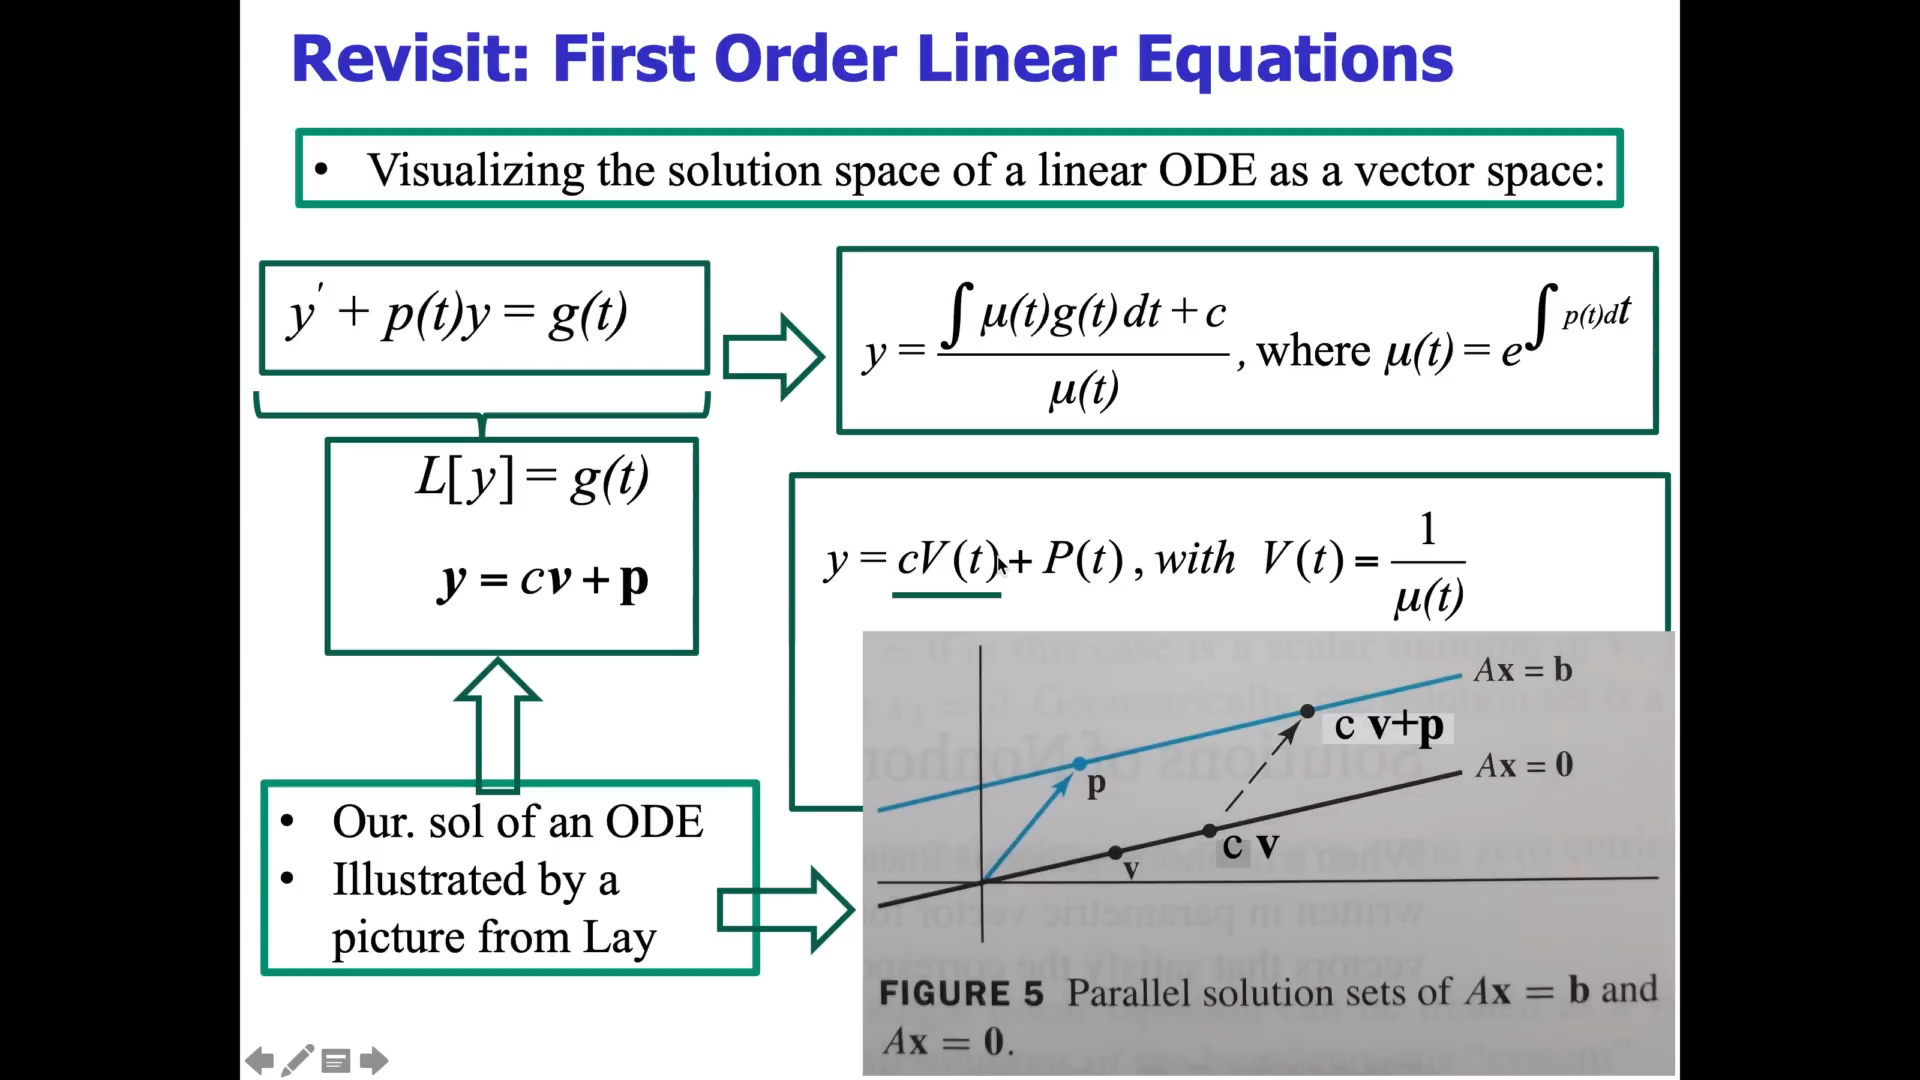 Revisit: First Order Linear Equations
• Visualizing the solution space of a linear ODE as a vector space:
y′ + p(t)y = g(t)
y = (∫ μ(t)g(t) dt + c) / μ(t) , where μ(t) = e^{∫ p(t)dt}
L[y] = g(t)
y = cv + p
y = cV(t) + P(t) , with V(t) = 1 / μ(t)
• Our. sol of an ODE
• Illustrated by a
picture from Lay
Ax = b
c v+p
Ax = 0
p
c v
v
FIGURE 5 Parallel solution sets of Ax = b and
Ax = 0.